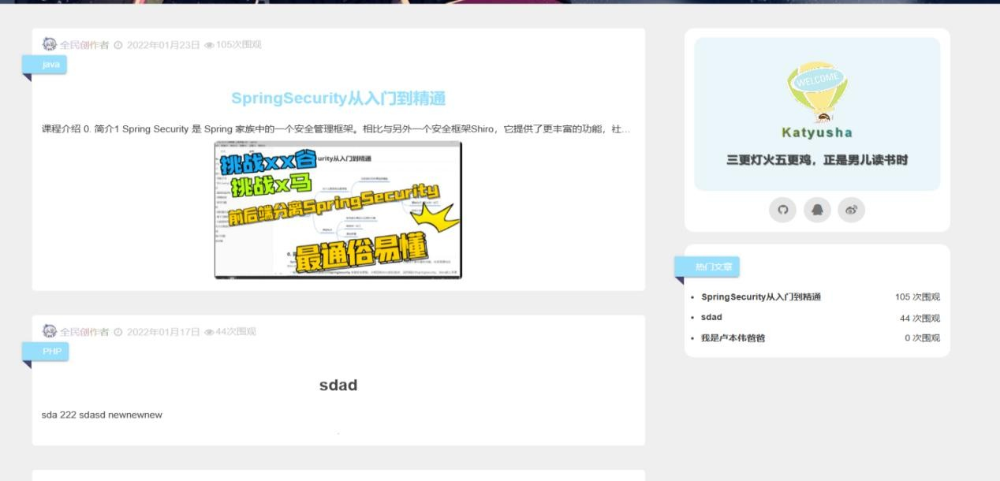 全民创作者 2022年01月23日 105次围观
java
SpringSecurity从入门到精通
课程介绍 0. 简介1 Spring Security 是 Spring 家族中的一个安全管理框架。相比与另外一个安全框架Shiro，它提供了更丰富的功能，社...
urity从入门到精通
挑战xx谷
挑战x马
前后端分离SpringSecurity
最通俗易懂
全民创作者 2022年01月17日 44次围观
PHP
sdad
sda 222 sdasd newnewnew
WELCOME
Katyusha
三更灯火五更鸡，正是男儿读书时
热门文章
SpringSecurity从入门到精通 105 次围观
sdad 44 次围观
我是卢本伟爸爸 0 次围观